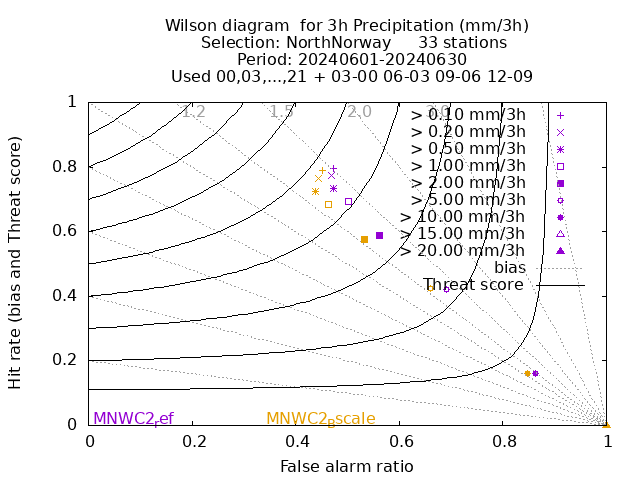 Wilson diagram  for 3h Precipitation (mm/3h)
Selection: NorthNorway     33 stations
Period: 20240601-20240630
Used 00,03,...,21 + 03-00 06-03 09-06 12-09
Hit rate (bias and Threat score)
1
0.8
0.6
0.4
0.2
0
1.2
1.5
2.0
3.0
> 0.10 mm/3h
> 0.20 mm/3h
> 0.50 mm/3h
> 1.00 mm/3h
> 2.00 mm/3h
> 5.00 mm/3h
> 10.00 mm/3h
> 15.00 mm/3h
> 20.00 mm/3h
bias
Threat score
MNWC2ref
MNWC2Bscale
0
0.2
0.4
0.6
0.8
1
False alarm ratio